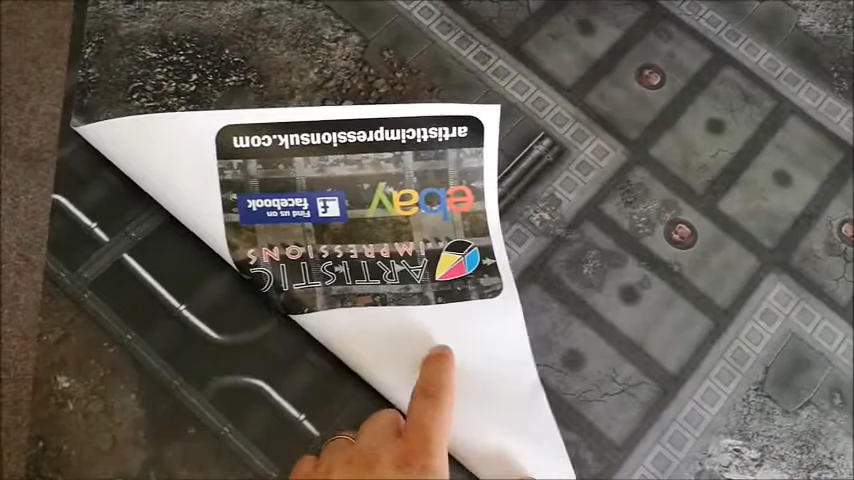 ARTISTIC
IMPRESSIONS
ebay
f Find us on
facebook
artisticimpressionsuk.com